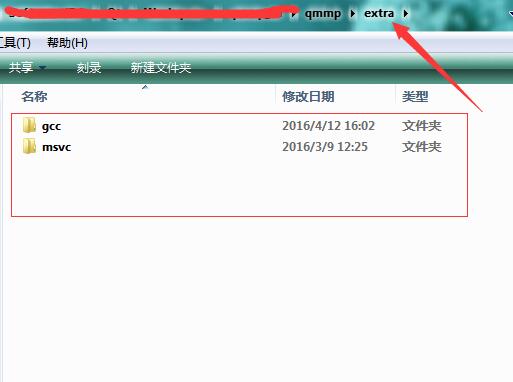 qmmp extra
工具(T) 帮助(H)
共享 刻录 新建文件夹
名称 修改日期 类型
gcc 2016/4/12 16:02 文件夹
msvc 2016/3/9 12:25 文件夹